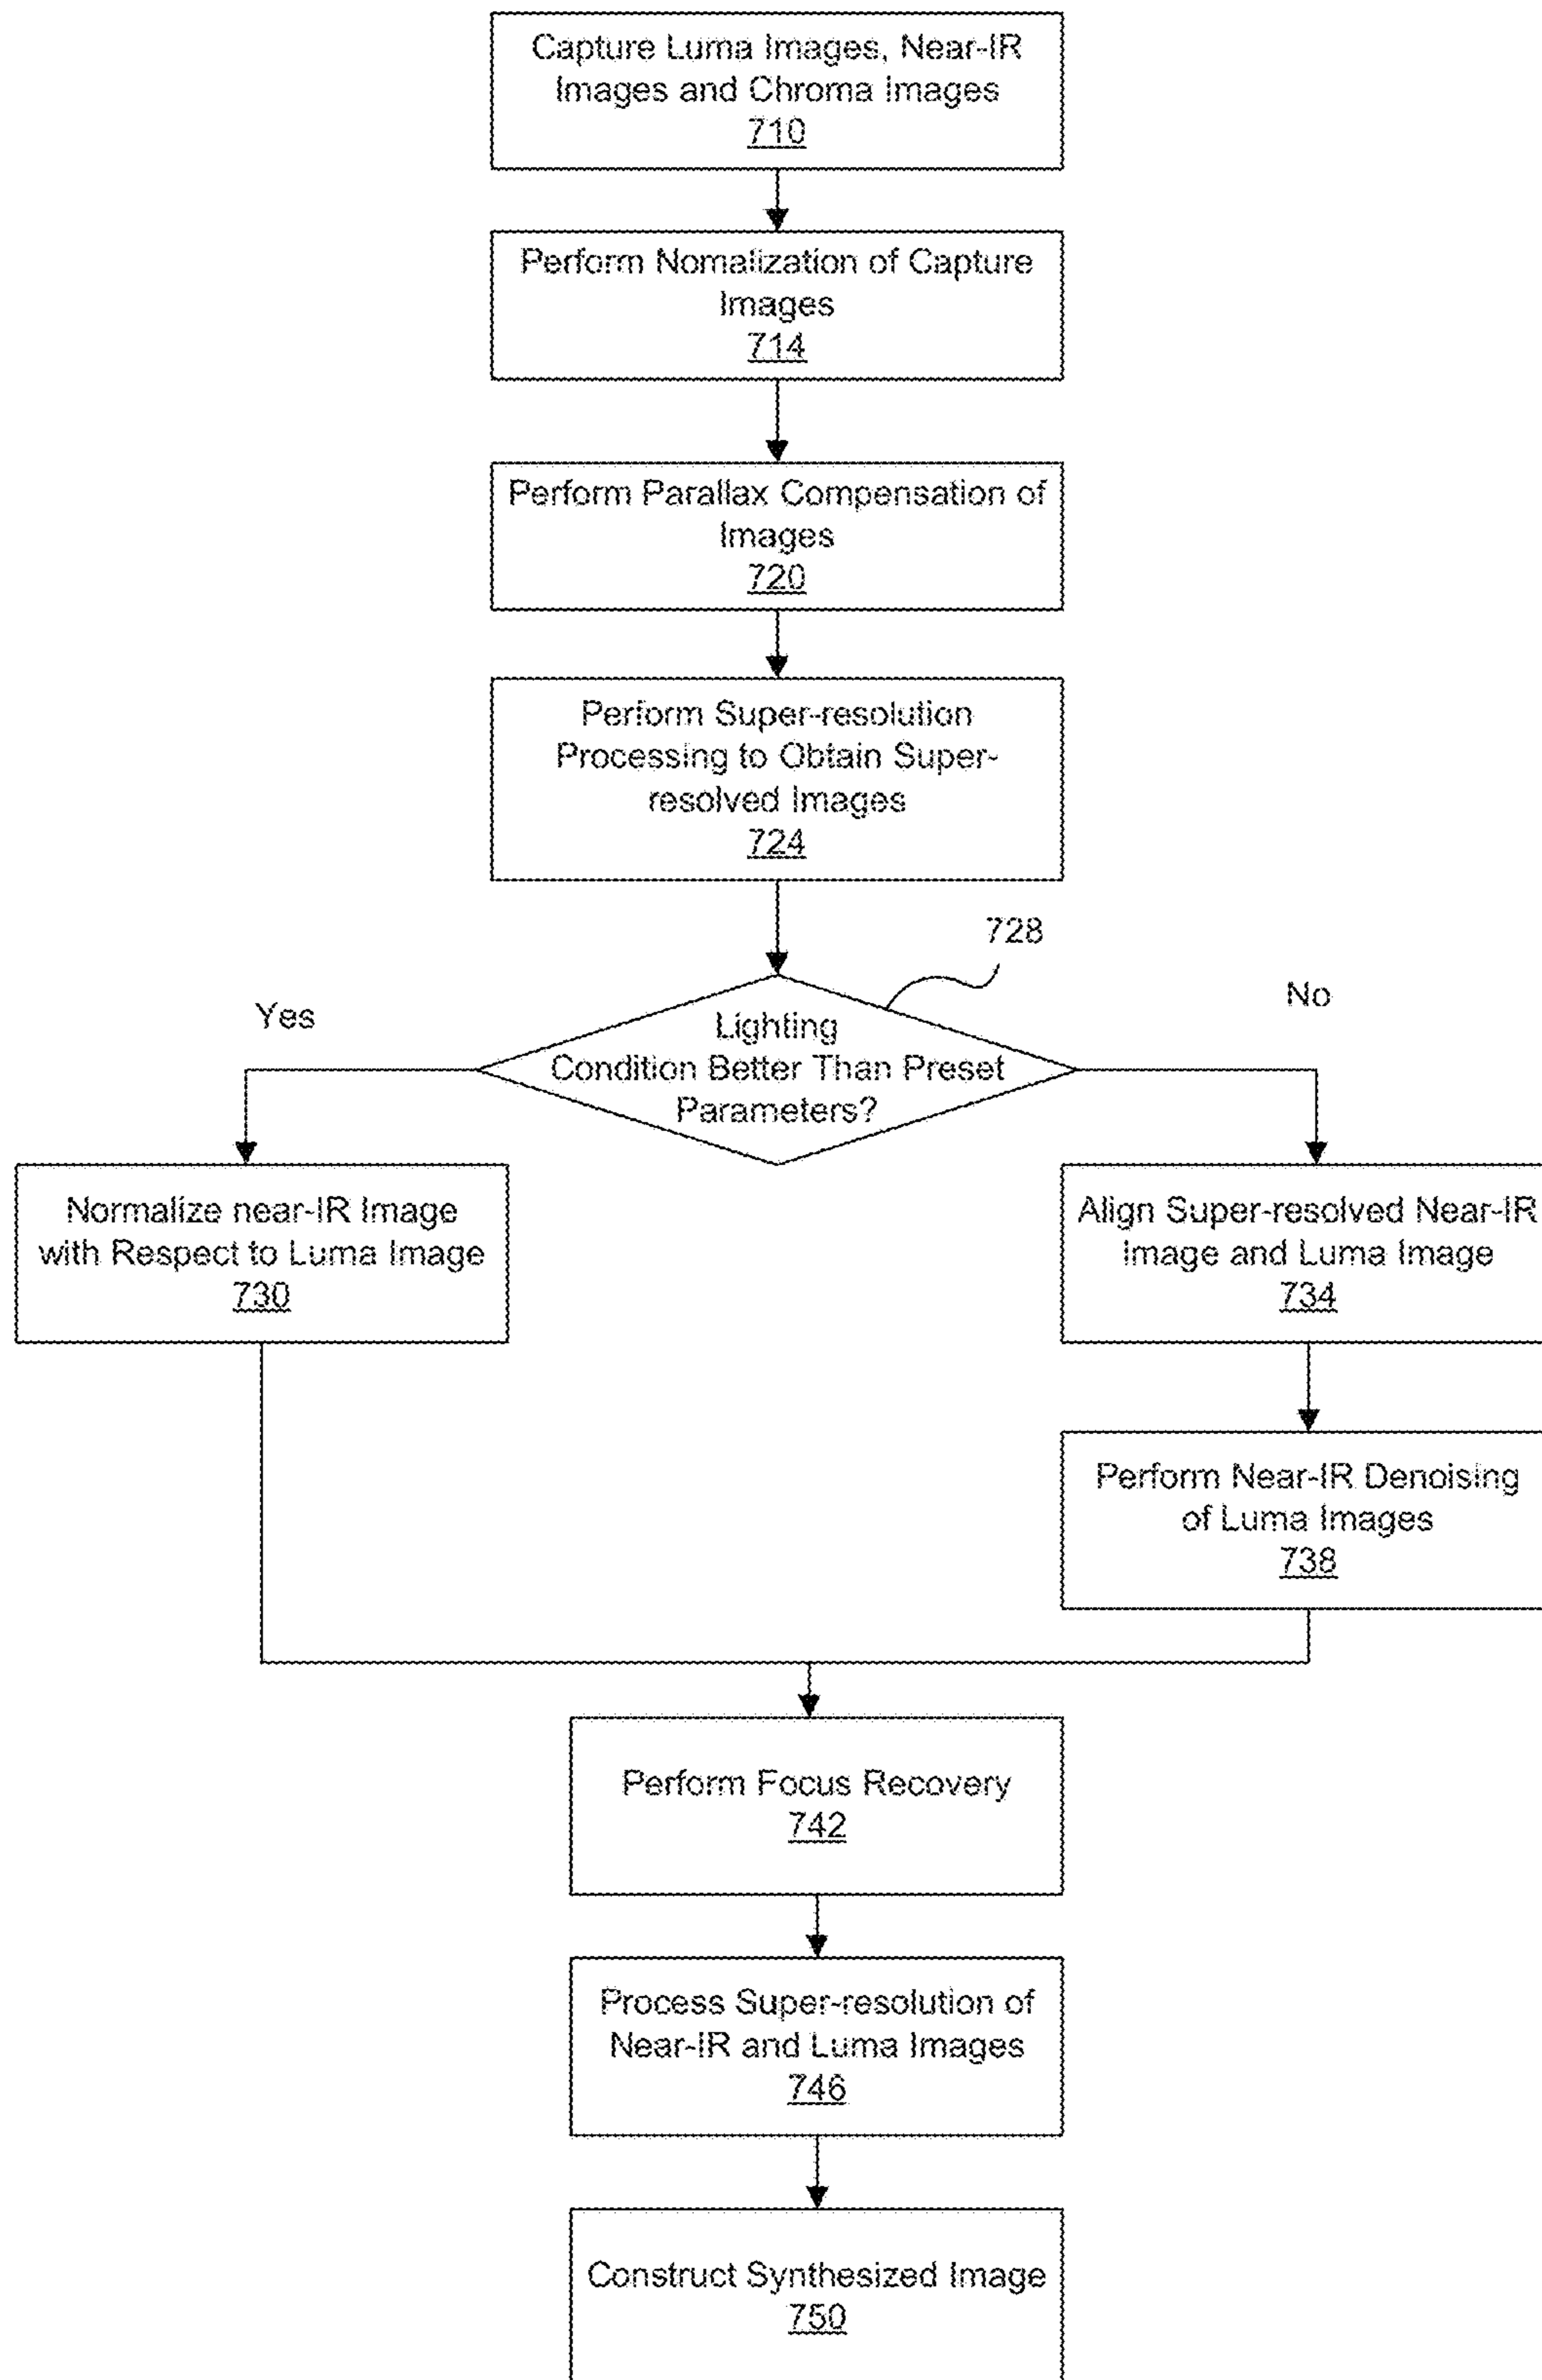 Capture Luma Images, Near-IR
Images and Chroma Images
710
Perform Nomalization of Capture
Images
714
Perform Parallax Compensation of
Images
720
Perform Super-resolution
Processing to Obtain Super-
resolved Images
724
728
Yes
No
Lighting
Condition Better Than Preset
Parameters?
Normalize near-IR Image
with Respect to Luma Image
730
Align Super-resolved Near-IR
Image and Luma Image
734
Perform Near-IR Denoising
of Luma Images
738
Perform Focus Recovery
742
Process Super-resolution of
Near-IR and Luma Images
746
Construct Synthesized Image
750